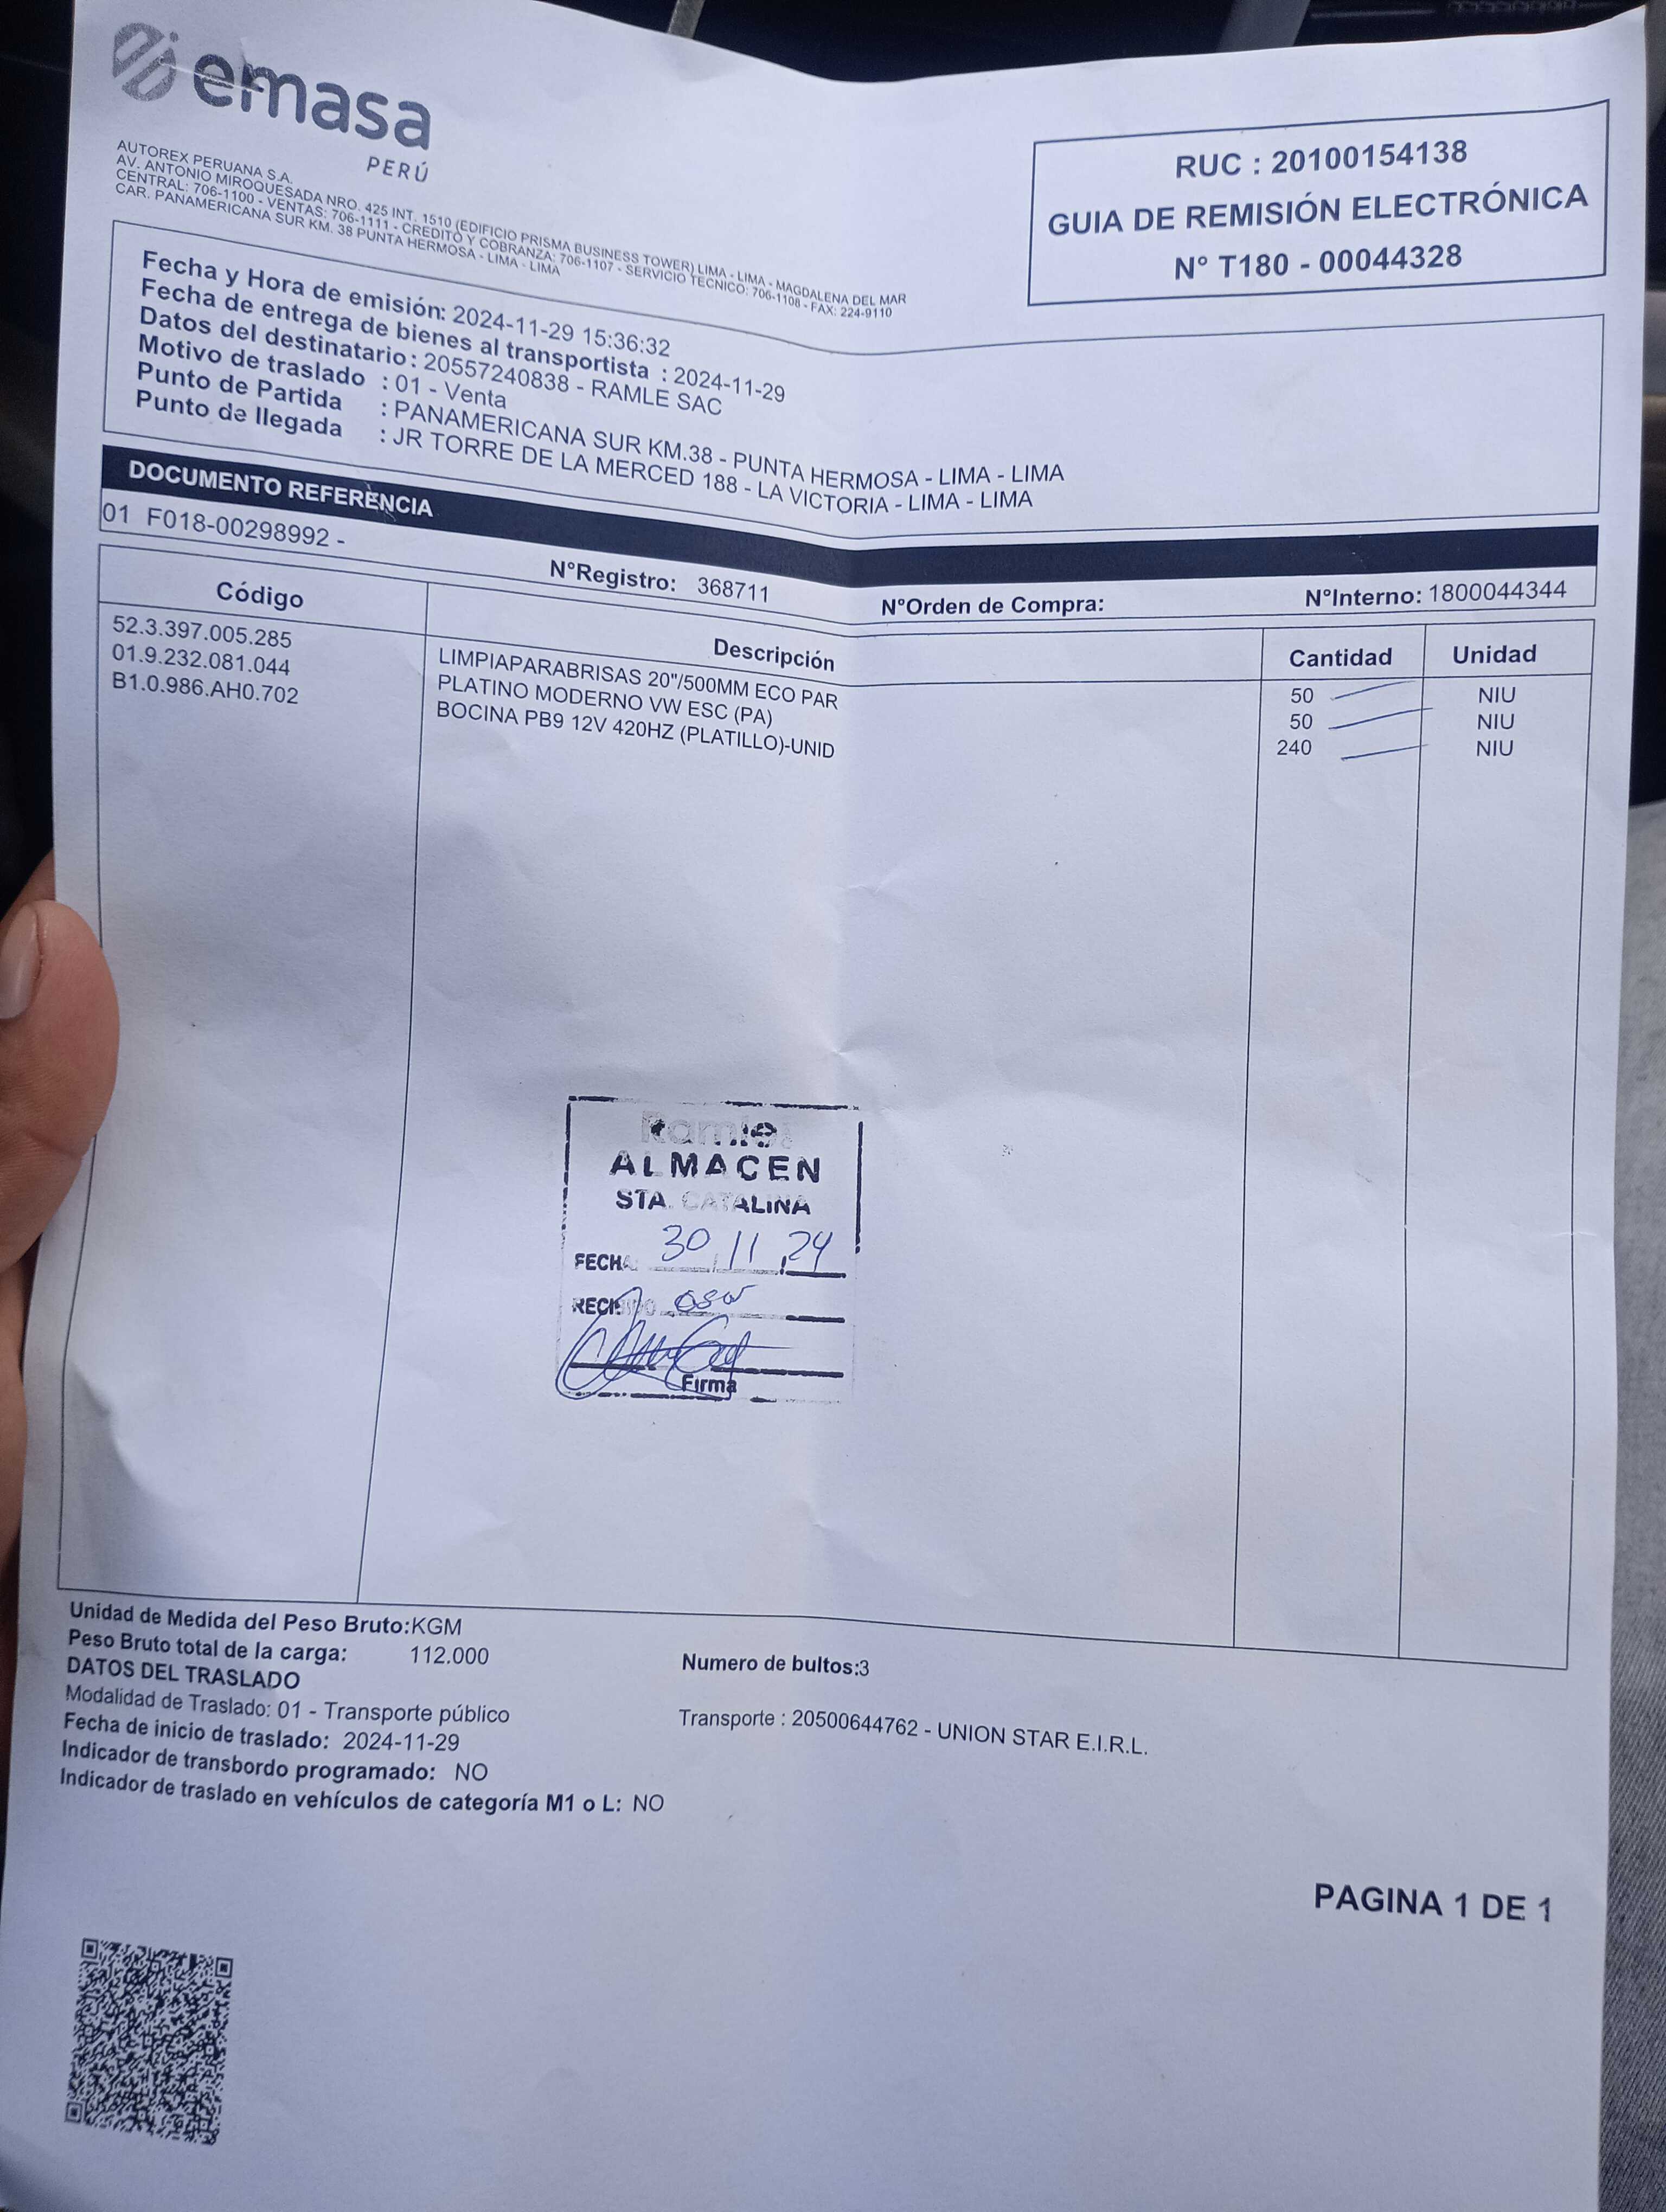 emasa
PERÚ
AUTOREX PERUANA S.A.
AV. ANTONIO MIROQUESADA NRO. 425 INT. 1510 (EDIFICIO PRISMA BUSINESS TOWER) LIMA - LIMA - MAGDALENA DEL MAR
CENTRAL: 706-1100 - VENTAS: 706-1111 - CREDITO Y COBRANZA: 706-1107 - SERVICIO TECNICO: 706-1108 - FAX: 224-9110
CAR. PANAMERICANA SUR KM. 38 PUNTA HERMOSA - LIMA - LIMA
RUC : 20100154138
GUIA DE REMISIÓN ELECTRÓNICA
N° T180 - 00044328
Fecha y Hora de emisión: 2024-11-29 15:36:32
Fecha de entrega de bienes al transportista : 2024-11-29
Datos del destinatario: 20557240838 - RAMLE SAC
Motivo de traslado : 01 - Venta
Punto de Partida : PANAMERICANA SUR KM.38 - PUNTA HERMOSA - LIMA - LIMA
Punto de llegada : JR TORRE DE LA MERCED 188 - LA VICTORIA - LIMA - LIMA
DOCUMENTO REFERENCIA
01 F018-00298992 -
N°Registro: 368711 N°Orden de Compra: N°Interno: 1800044344
Código Descripción Cantidad Unidad
52.3.397.005.285 LIMPIAPARABRISAS 20"/500MM ECO PAR 50 NIU
01.9.232.081.044 PLATINO MODERNO VW ESC (PA) 50 NIU
B1.0.986.AH0.702 BOCINA PB9 12V 420HZ (PLATILLO)-UNID 240 NIU
Ramle
ALMACEN
STA. CATALINA
FECHA: 30 11 24
RECIBIDO
Firma
Unidad de Medida del Peso Bruto:KGM
Peso Bruto total de la carga: 112.000 Numero de bultos:3
DATOS DEL TRASLADO
Modalidad de Traslado: 01 - Transporte público Transporte : 20500644762 - UNION STAR E.I.R.L.
Fecha de inicio de traslado: 2024-11-29
Indicador de transbordo programado: NO
Indicador de traslado en vehículos de categoría M1 o L: NO
PAGINA 1 DE 1